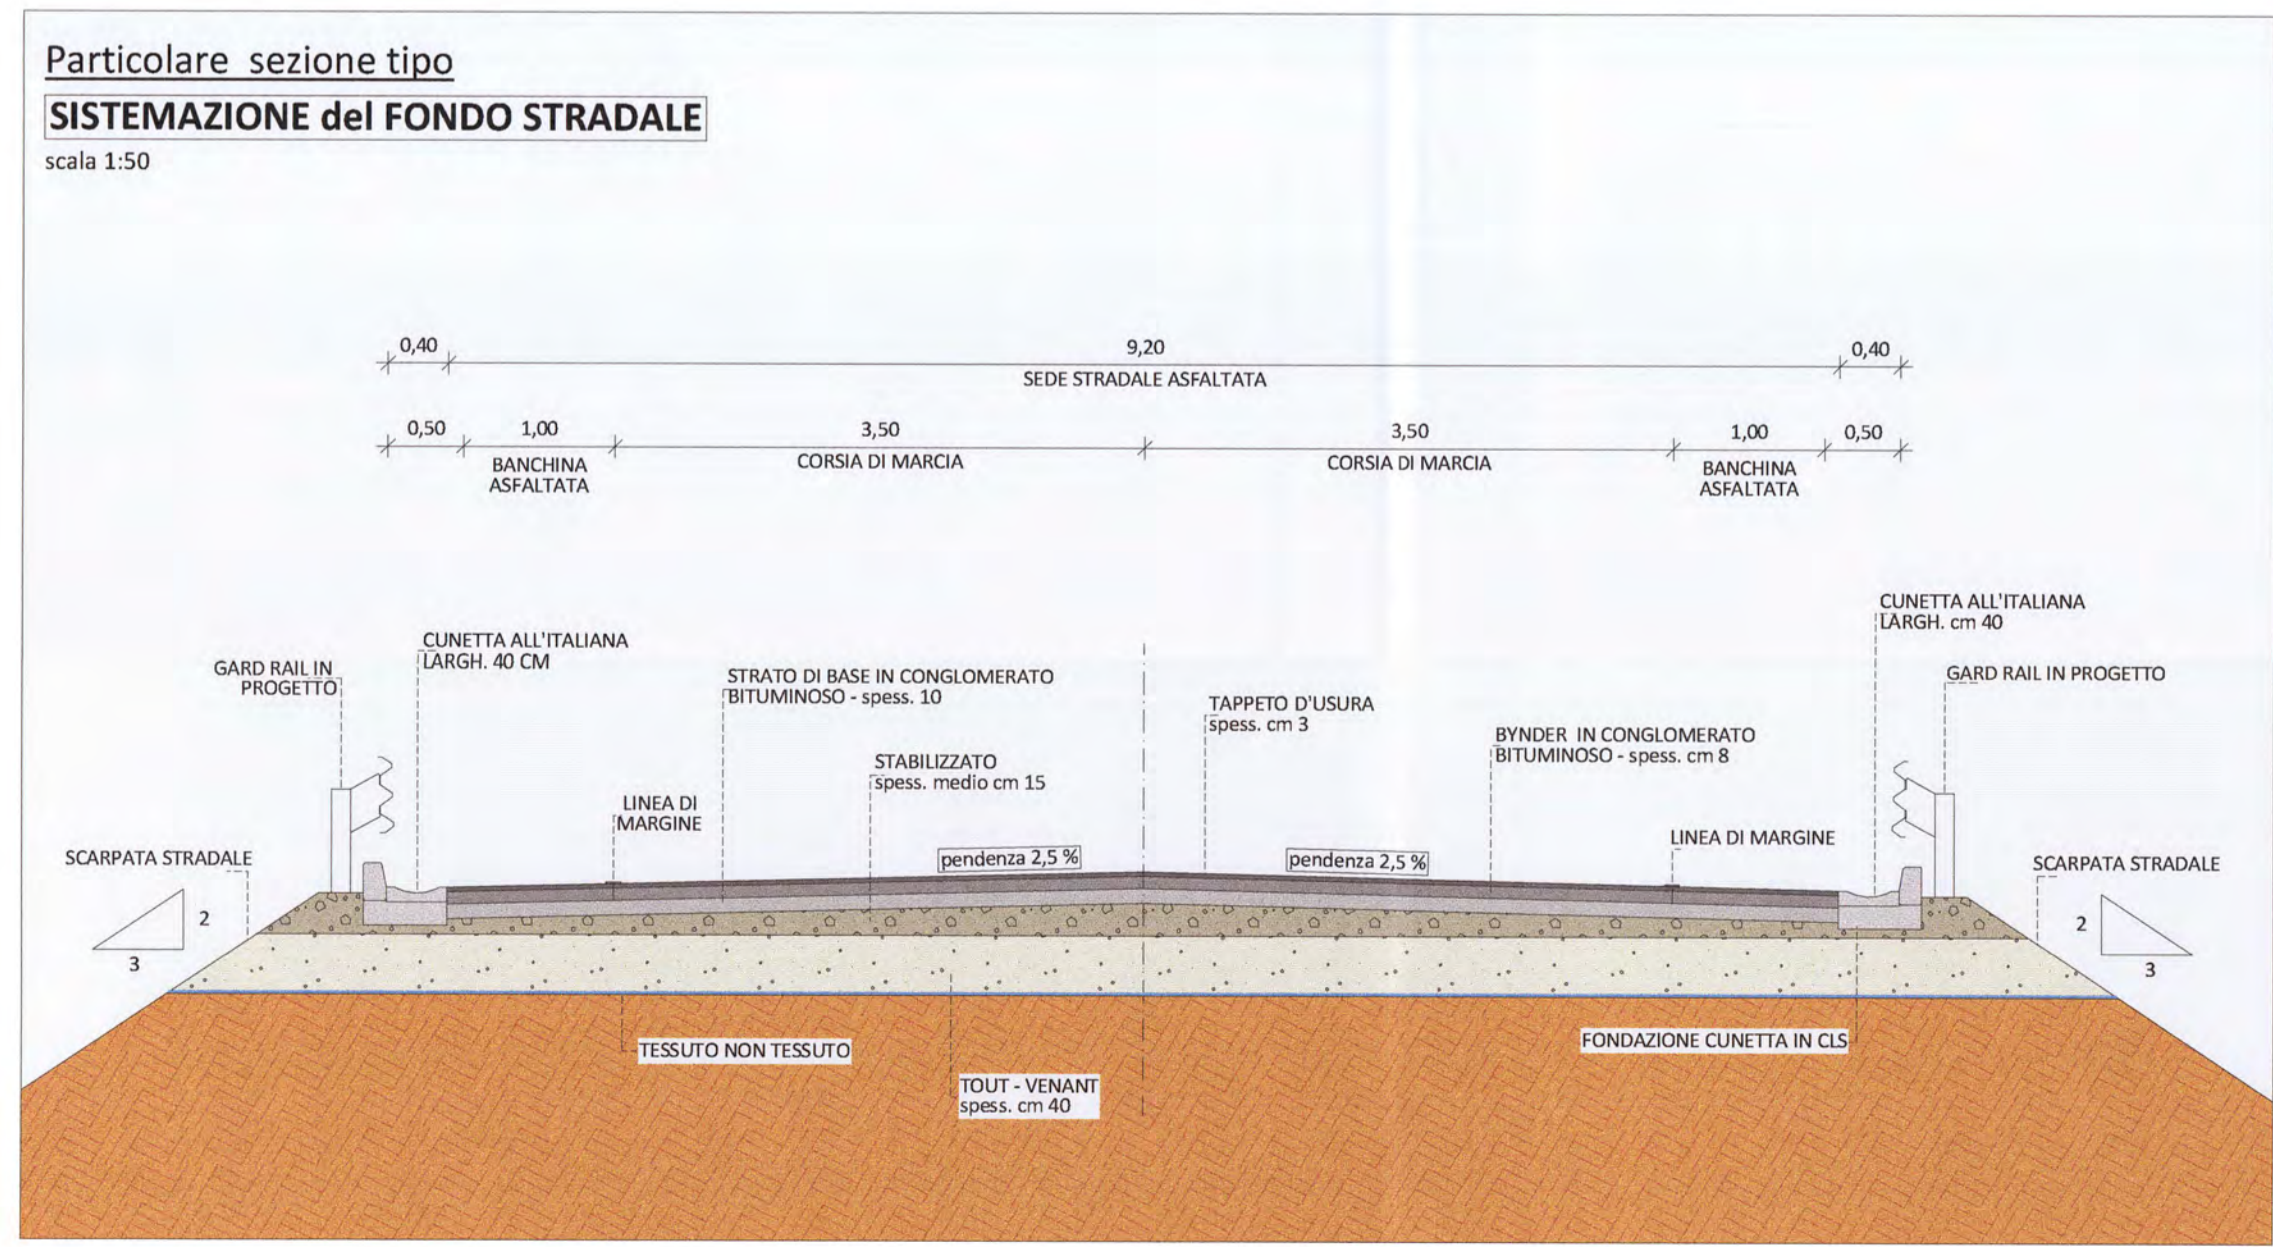 Particolare sezione tipo
SISTEMAZIONE del FONDO STRADALE
scala 1:50
0,40
9,20
0,40
SEDE STRADALE ASFALTATA
0,50
1,00
3,50
3,50
1,00
0,50
BANCHINA
ASFALTATA
CORSIA DI MARCIA
CORSIA DI MARCIA
BANCHINA
ASFALTATA
CUNETTA ALL'ITALIANA
LARGH. cm 40
CUNETTA ALL'ITALIANA
LARGH. 40 CM
GARD RAIL IN
PROGETTO
STRATO DI BASE IN CONGLOMERATO
BITUMINOSO - spess. 10
TAPPETO D'USURA
spess. cm 3
GARD RAIL IN PROGETTO
BYNDER IN CONGLOMERATO
BITUMINOSO - spess. cm 8
STABILIZZATO
spess. medio cm 15
LINEA DI
MARGINE
LINEA DI MARGINE
SCARPATA STRADALE
pendenza 2,5 %
pendenza 2,5 %
SCARPATA STRADALE
2
3
2
3
TESSUTO NON TESSUTO
FONDAZIONE CUNETTA IN CLS
TOUT - VENANT
spess. cm 40